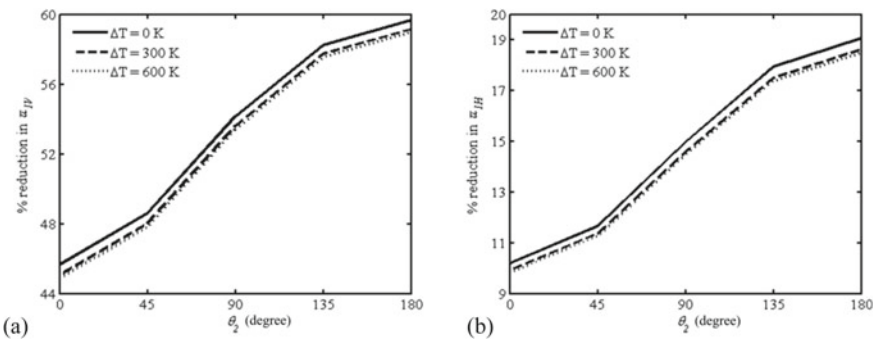 60
56
52
48
44
% reduction in u_IV
ΔT = 0 K
ΔT = 300 K
ΔT = 600 K
0 45 90 135 180
θ₂ (degree)
(a)
20
19
17
15
13
11
9
% reduction in u_IH
ΔT = 0 K
ΔT = 300 K
ΔT = 600 K
0 45 90 135 180
θ₂ (degree)
(b)